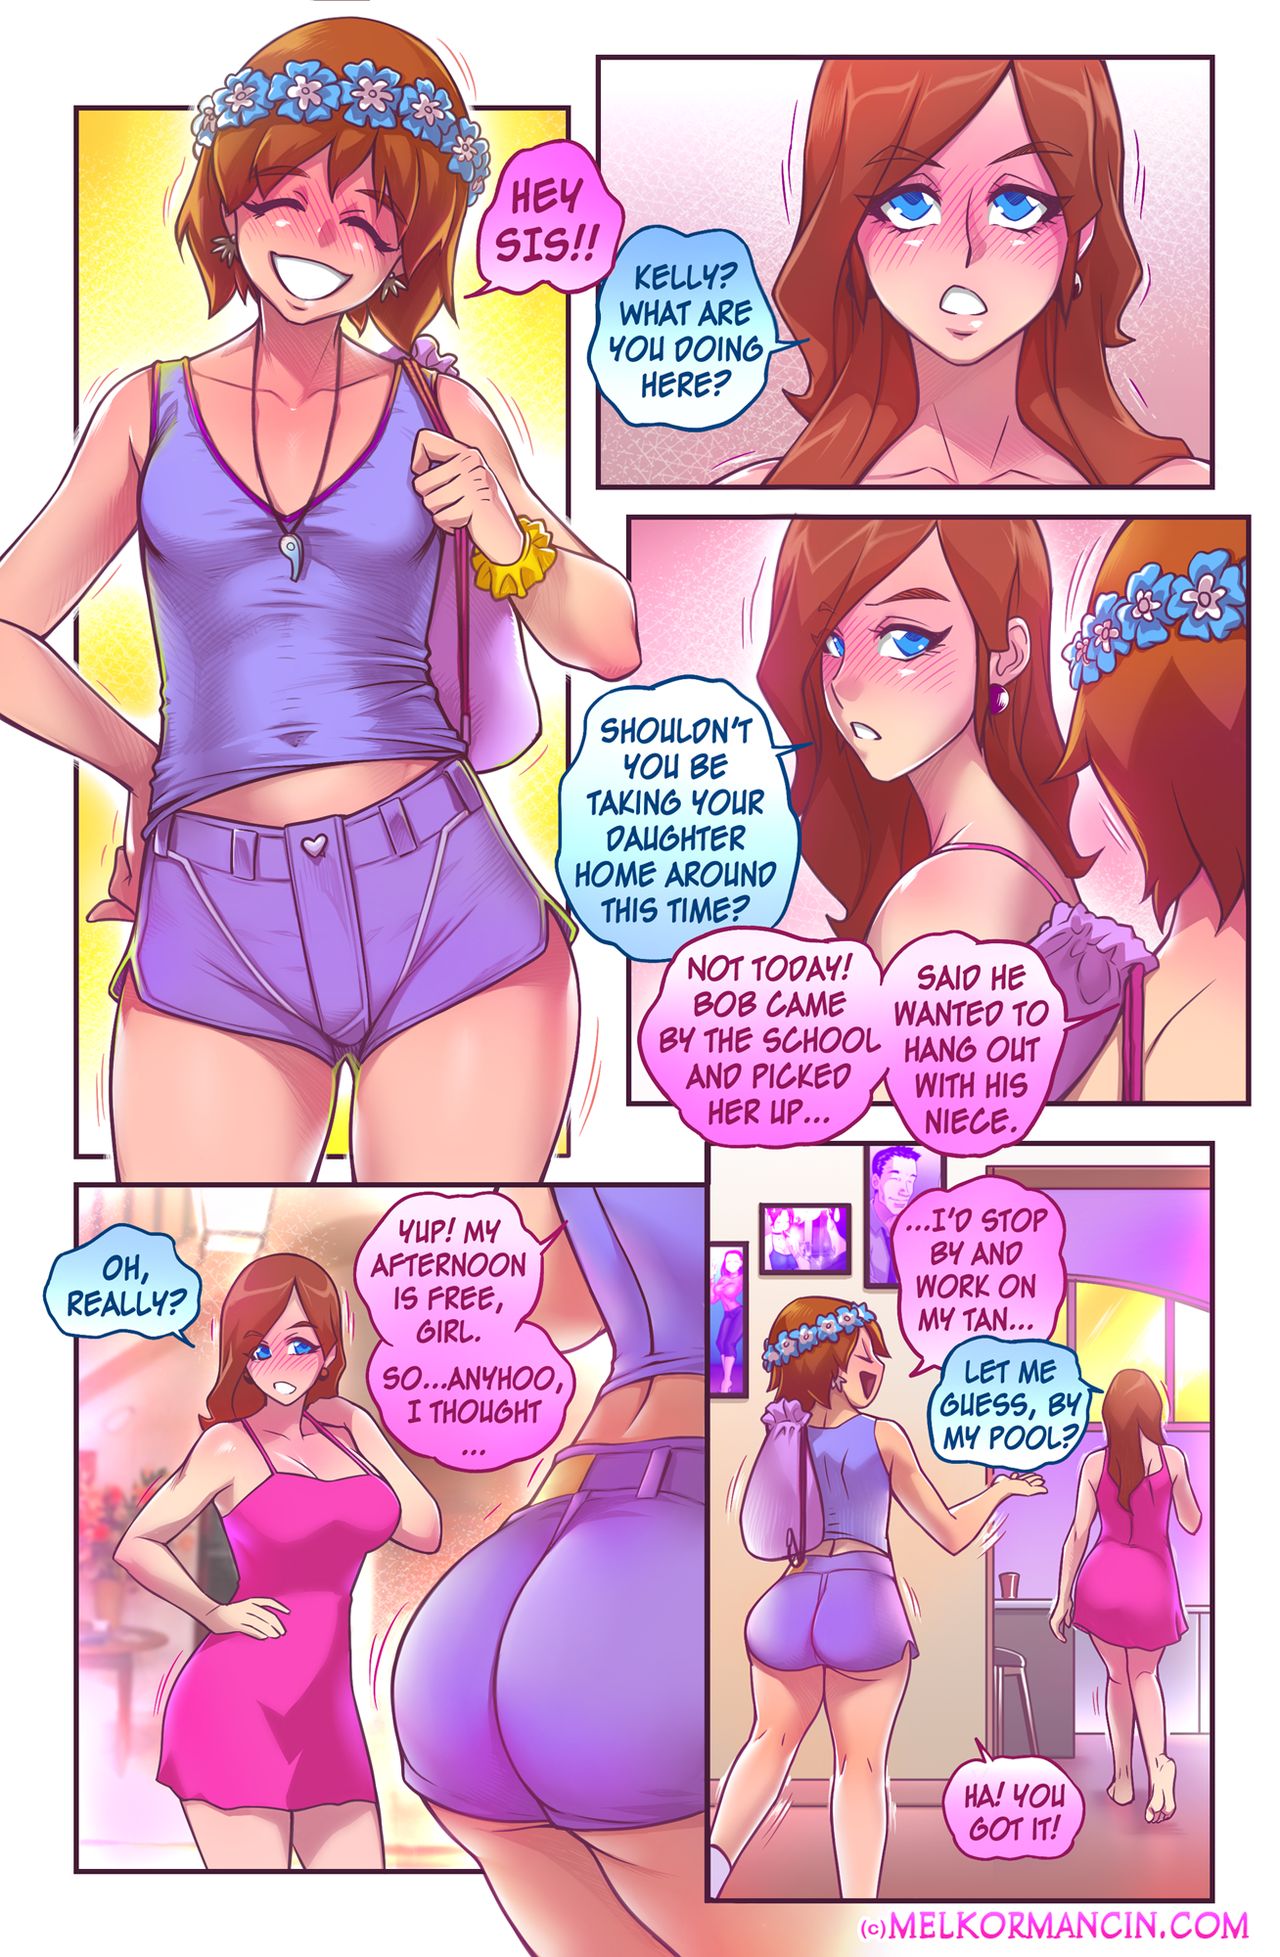 HEY
SIS!!
KELLY?
WHAT ARE
YOU DOING
HERE?
SHOULDN'T
YOU BE
TAKING YOUR
DAUGHTER
HOME AROUND
THIS TIME?
NOT TODAY!
BOB CAME
BY THE SCHOOL
AND PICKED
HER UP...
SAID HE
WANTED TO
HANG OUT
WITH HIS
NIECE.
OH,
REALLY?
YUP! MY
AFTERNOON
IS FREE,
GIRL.
SO...ANYHOO,
I THOUGHT
...
...I'D STOP
BY AND
WORK ON
MY TAN...
LET ME
GUESS, BY
MY POOL?
HA! YOU
GOT IT!
(c)MELKORMANCIN.COM